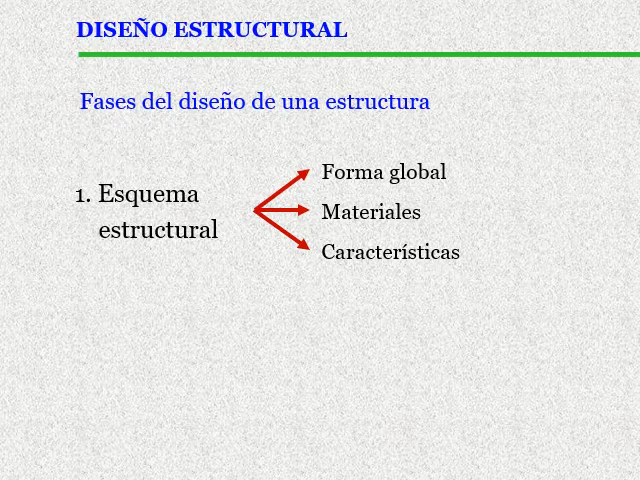 DISEÑO ESTRUCTURAL
Fases del diseño de una estructura
1. Esquema
estructural
Forma global
Materiales
Características